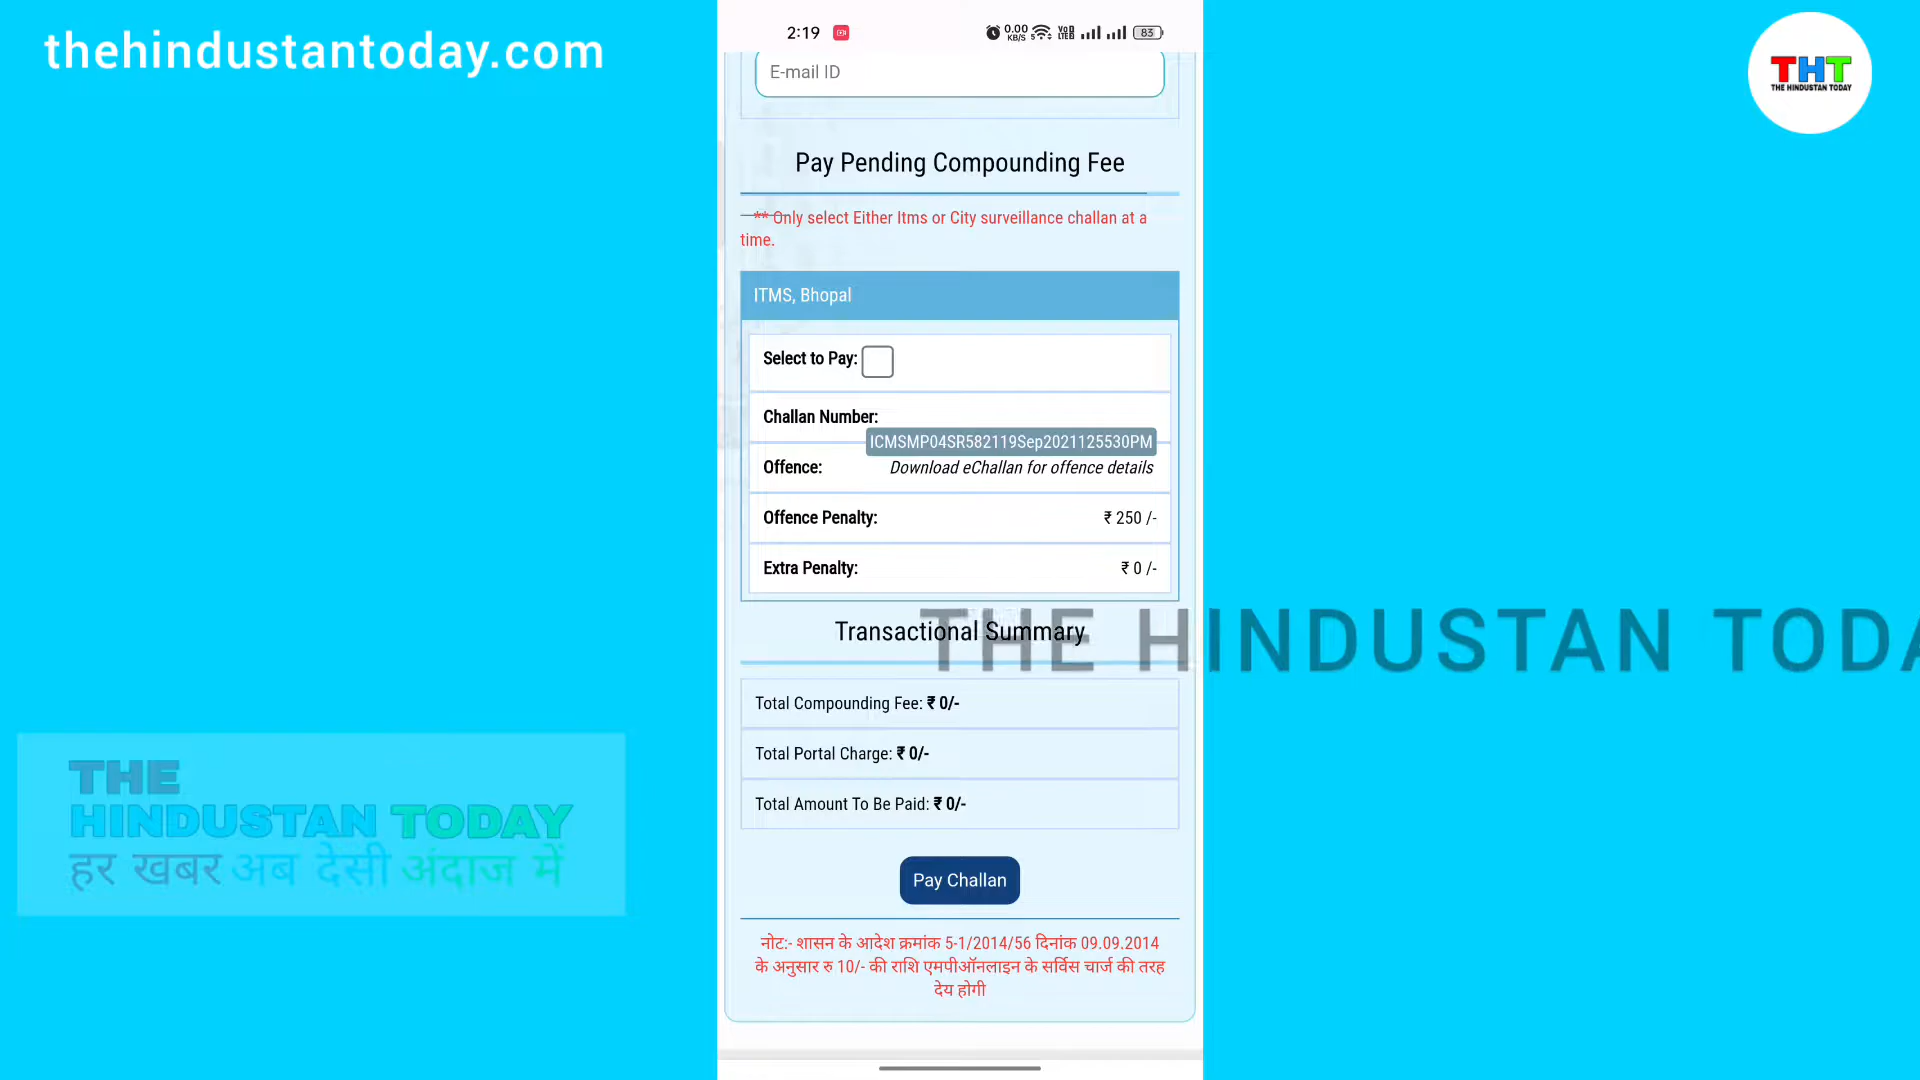 thehindustantoday.com
2:19
0.00
KB/S
83
THT
THE HINDUSTAN TODAY
E-mail ID
Pay Pending Compounding Fee
** Only select Either Itms or City surveillance challan at a
time.
ITMS, Bhopal
Select to Pay:
Challan Number:
ICMSMP04SR582119Sep2021125530PM
Offence: Download eChallan for offence details
Offence Penalty: ₹ 250 /-
Extra Penalty: ₹ 0 /-
Transactional Summary
THE HINDUSTAN TODA
Total Compounding Fee: ₹ 0/-
Total Portal Charge: ₹ 0/-
Total Amount To Be Paid: ₹ 0/-
THE
HINDUSTAN TODAY
हर खबर अब देसी अंदाज में
Pay Challan
नोट:- शासन के आदेश क्रमांक 5-1/2014/56 दिनांक 09.09.2014
के अनुसार रु 10/- की राशि एमपीऑनलाइन के सर्विस चार्ज की तरह
देय होगी